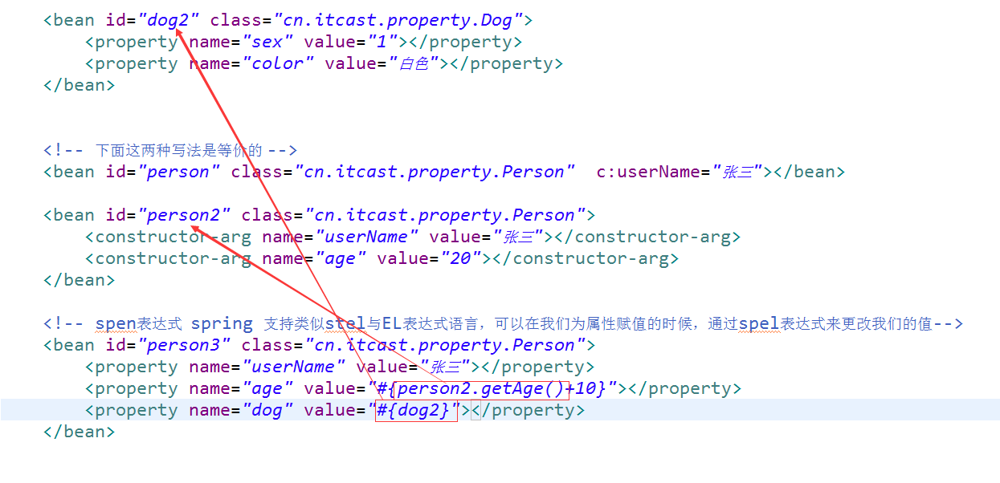 <bean id="dog2" class="cn.itcast.property.Dog">
<property name="sex" value="1"></property>
<property name="color" value="白色"></property>
</bean>
<!-- 下面这两种写法是等价的 -->
<bean id="person" class="cn.itcast.property.Person"  c:userName="张三"></bean>
<bean id="person2" class="cn.itcast.property.Person">
<constructor-arg name="userName" value="张三"></constructor-arg>
<constructor-arg name="age" value="20"></constructor-arg>
</bean>
<!-- spen表达式 spring 支持类似stel与EL表达式语言，可以在我们为属性赋值的时候，通过spel表达式来更改我们的值-->
<bean id="person3" class="cn.itcast.property.Person">
<property name="userName" value="张三"></property>
<property name="age" value="#{person2.getAge()+10}"></property>
<property name="dog" value="#{dog2}"></property>
</bean>